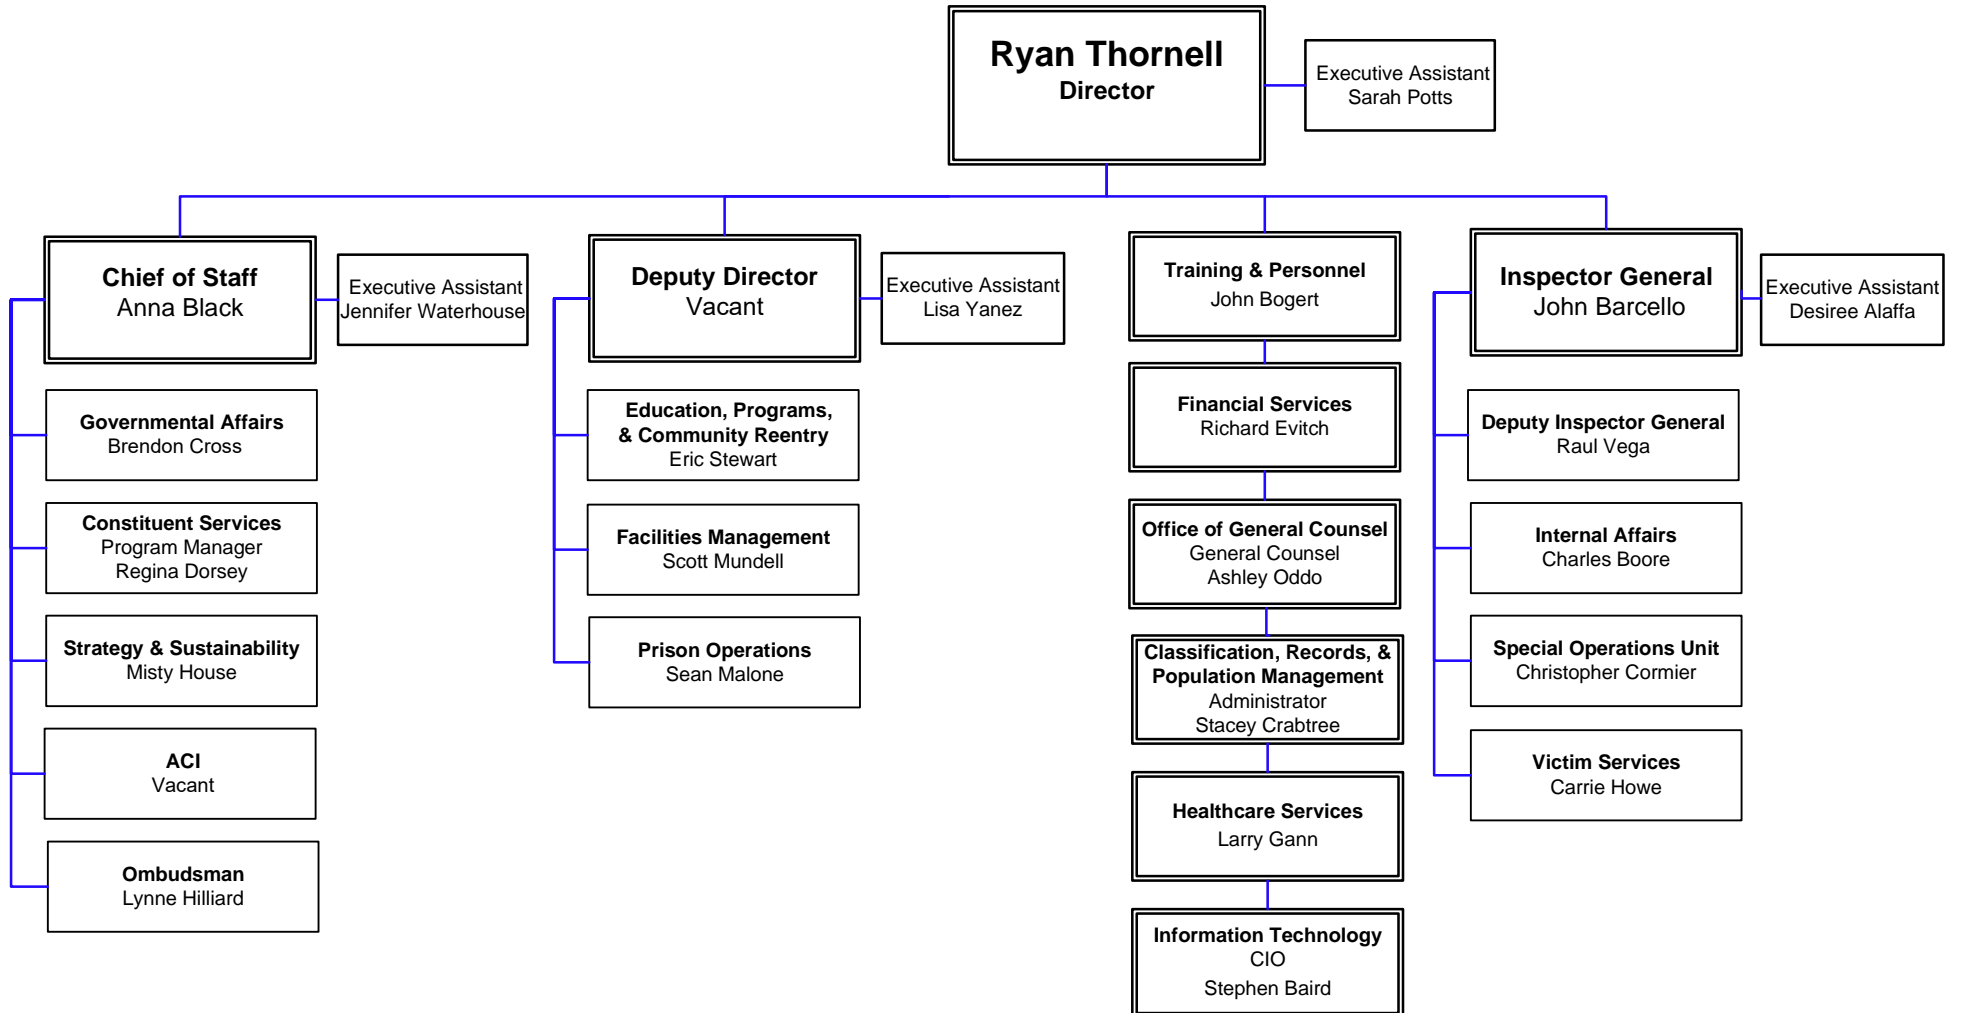 Ryan Thornell
Director
Executive Assistant
Sarah Potts
Chief of Staff
Anna Black
Executive Assistant
Jennifer Waterhouse
Governmental Affairs
Brendon Cross
Constituent Services
Program Manager
Regina Dorsey
Strategy & Sustainability
Misty House
ACI
Vacant
Ombudsman
Lynne Hilliard
Deputy Director
Vacant
Executive Assistant
Lisa Yanez
Education, Programs,
& Community Reentry
Eric Stewart
Facilities Management
Scott Mundell
Prison Operations
Sean Malone
Training & Personnel
John Bogert
Financial Services
Richard Evitch
Office of General Counsel
General Counsel
Ashley Oddo
Classification, Records, &
Population Management
Administrator
Stacey Crabtree
Healthcare Services
Larry Gann
Information Technology
CIO
Stephen Baird
Inspector General
John Barcello
Executive Assistant
Desiree Alaffa
Deputy Inspector General
Raul Vega
Internal Affairs
Charles Boore
Special Operations Unit
Christopher Cormier
Victim Services
Carrie Howe